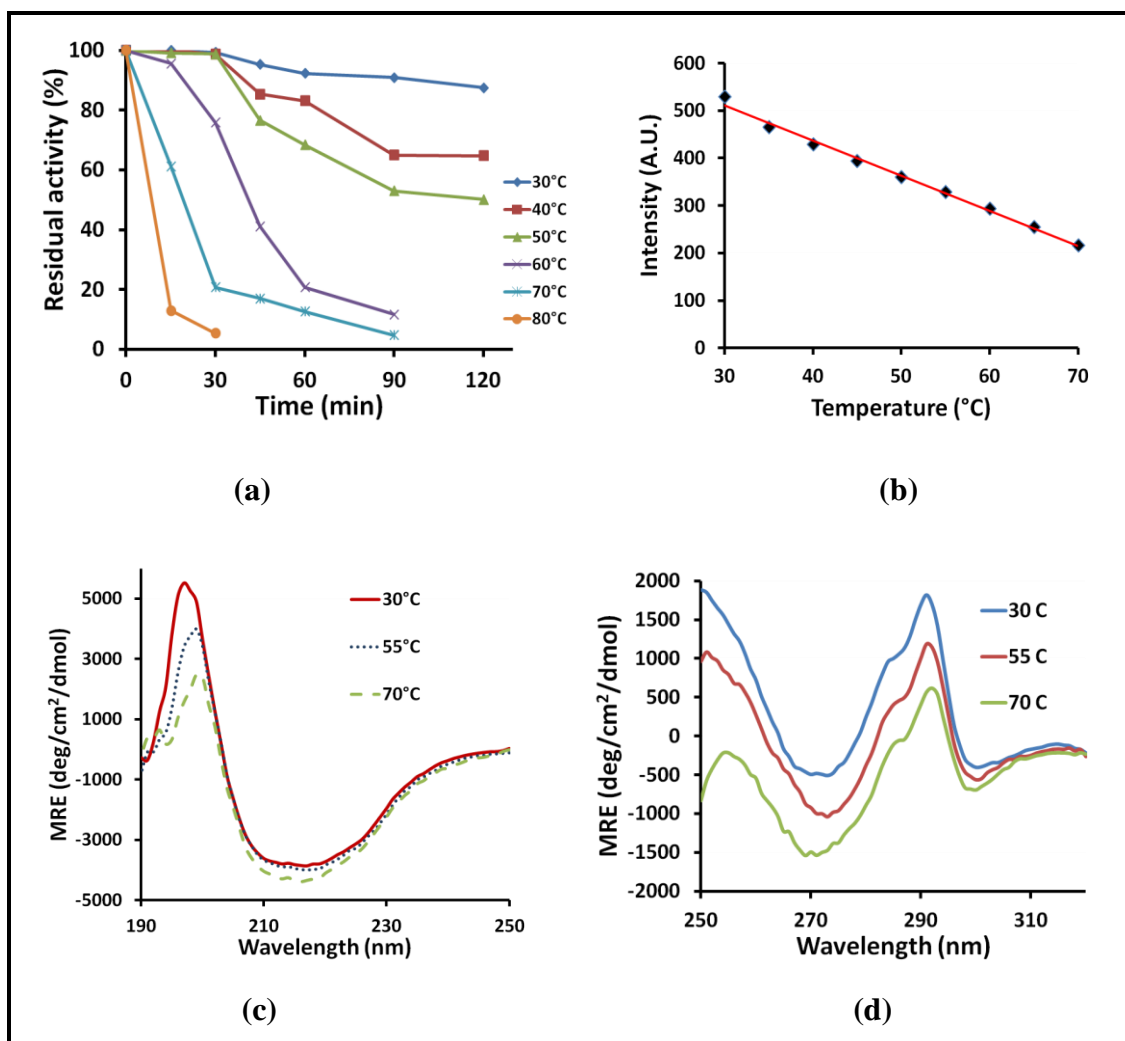 Residual activity (%)
100
80
60
40
20
0
0 30 60 90 120
Time (min)
30°C
40°C
50°C
60°C
70°C
80°C
(a)
Intensity (A.U.)
600
500
400
300
200
100
0
30 40 50 60 70
Temperature (°C)
(b)
MRE (deg/cm²/dmol)
5000
3000
1000
-1000
-3000
-5000
190 210 230 250
Wavelength (nm)
30°C
55°C
70°C
(c)
MRE (deg/cm²/dmol)
2000
1500
1000
500
0
-500
-1000
-1500
-2000
250 270 290 310
Wavelength (nm)
30 C
55 C
70 C
(d)